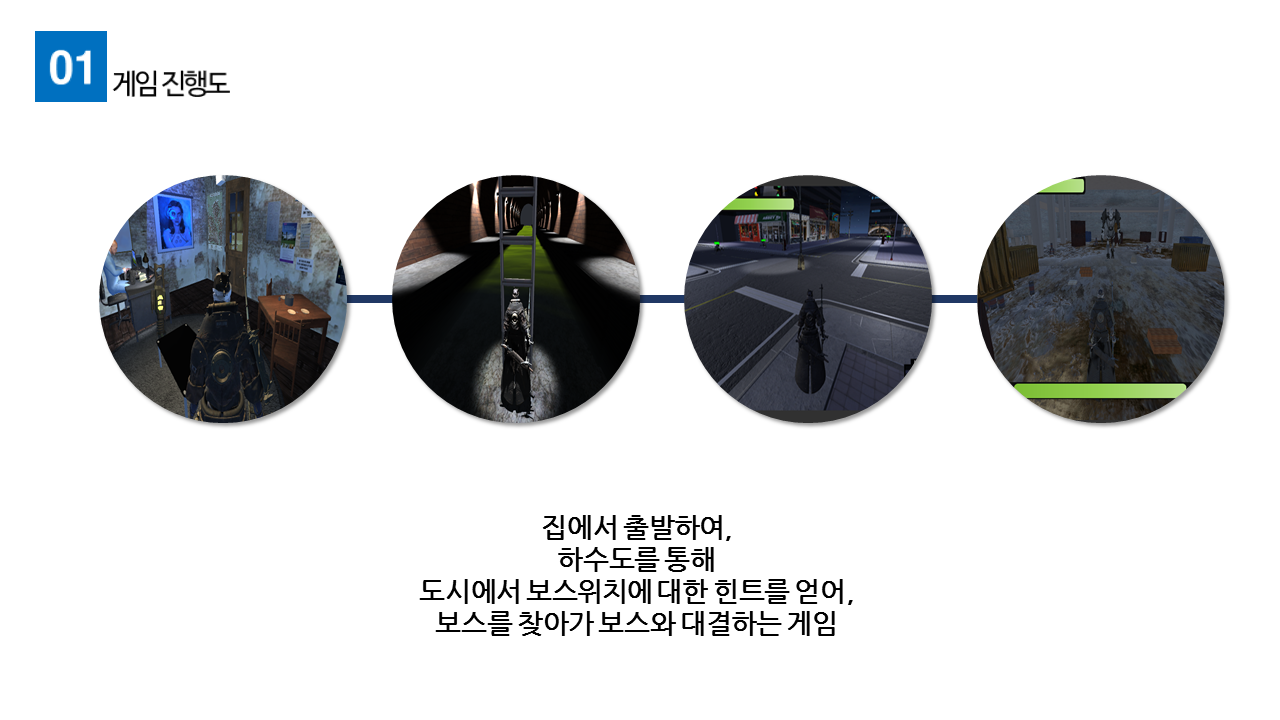 01
게임 진행도
집에서 출발하여,
하수도를 통해
도시에서 보스위치에 대한 힌트를 얻어,
보스를 찾아가 보스와 대결하는 게임